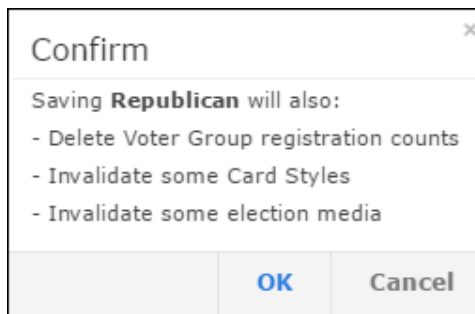 Confirm
×
Saving Republican will also:
- Delete Voter Group registration counts
- Invalidate some Card Styles
- Invalidate some election media
OK Cancel